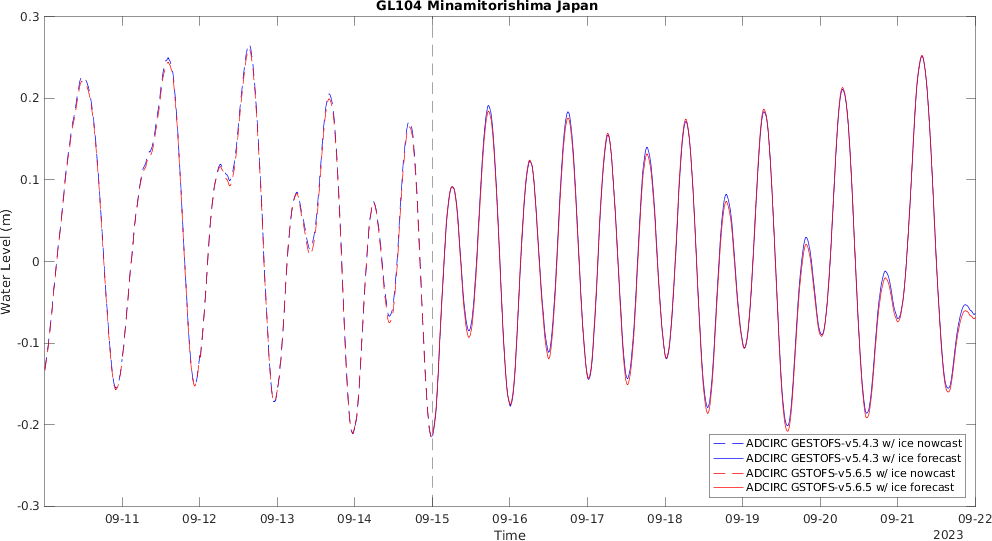 GL104 Minamitorishima Japan
0.3
0.2
0.1
0
-0.1
-0.2
-0.3
Water Level (m)
ADCIRC GESTOFS-v5.4.3 w/ ice nowcast
ADCIRC GESTOFS-v5.4.3 w/ ice forecast
ADCIRC GSTOFS-v5.6.5 w/ ice nowcast
ADCIRC GSTOFS-v5.6.5 w/ ice forecast
09-11 09-12 09-13 09-14 09-15 09-16 09-17 09-18 09-19 09-20 09-21 09-22
Time
2023